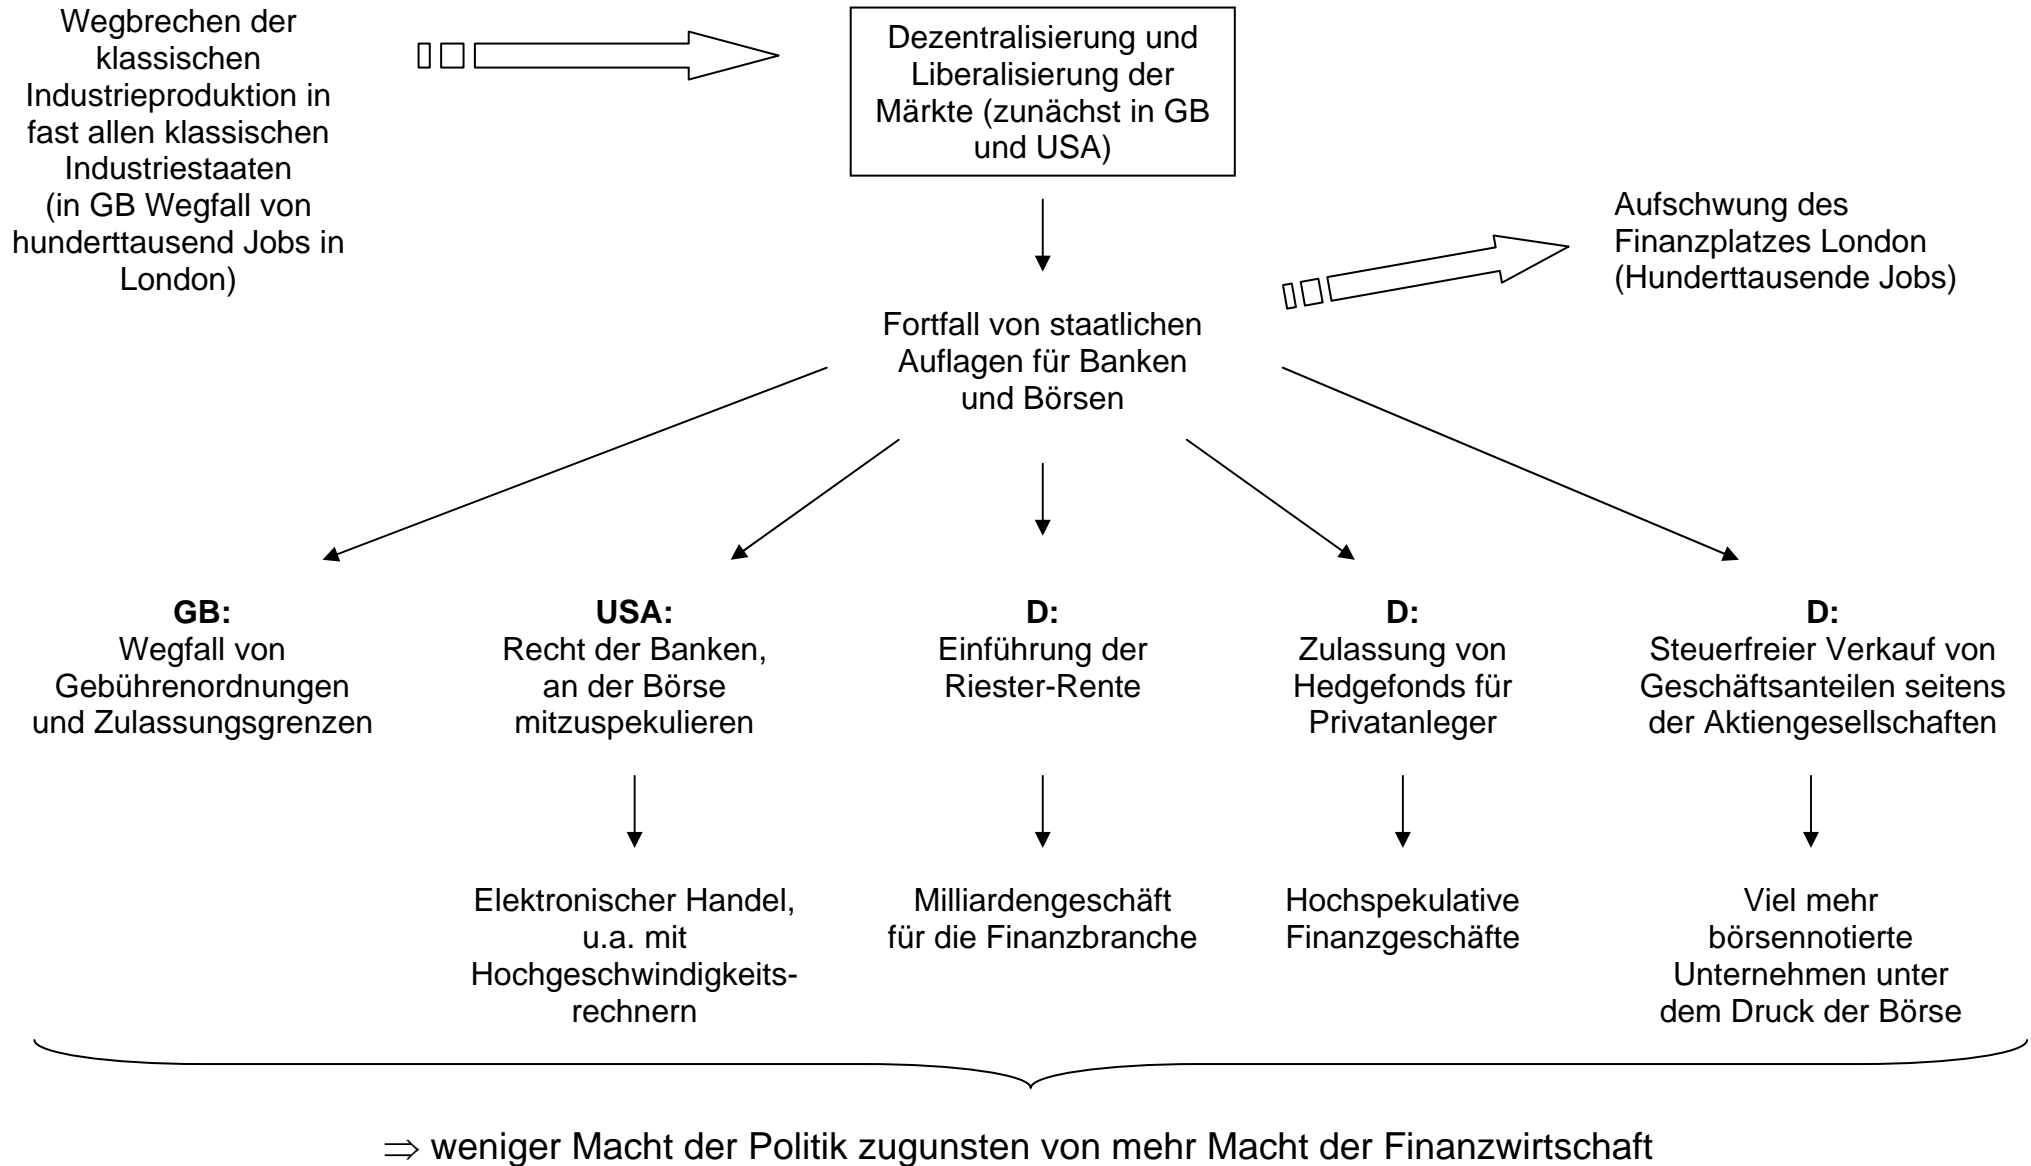 Wegbrechen der
klassischen
Industrieproduktion in
fast allen klassischen
Industriestaaten
(in GB Wegfall von
hunderttausend Jobs in
London)
Dezentralisierung und
Liberalisierung der
Märkte (zunächst in GB
und USA)
Aufschwung des
Finanzplatzes London
(Hunderttausende Jobs)
Fortfall von staatlichen
Auflagen für Banken
und Börsen
GB:
Wegfall von
Gebührenordnungen
und Zulassungsgrenzen
USA:
Recht der Banken,
an der Börse
mitzuspekulieren
D:
Einführung der
Riester-Rente
D:
Zulassung von
Hedgefonds für
Privatanleger
D:
Steuerfreier Verkauf von
Geschäftsanteilen seitens
der Aktiengesellschaften
Elektronischer Handel,
u.a. mit
Hochgeschwindigkeits-
rechnern
Milliardengeschäft
für die Finanzbranche
Hochspekulative
Finanzgeschäfte
Viel mehr
börsennotierte
Unternehmen unter
dem Druck der Börse
⇒ weniger Macht der Politik zugunsten von mehr Macht der Finanzwirtschaft